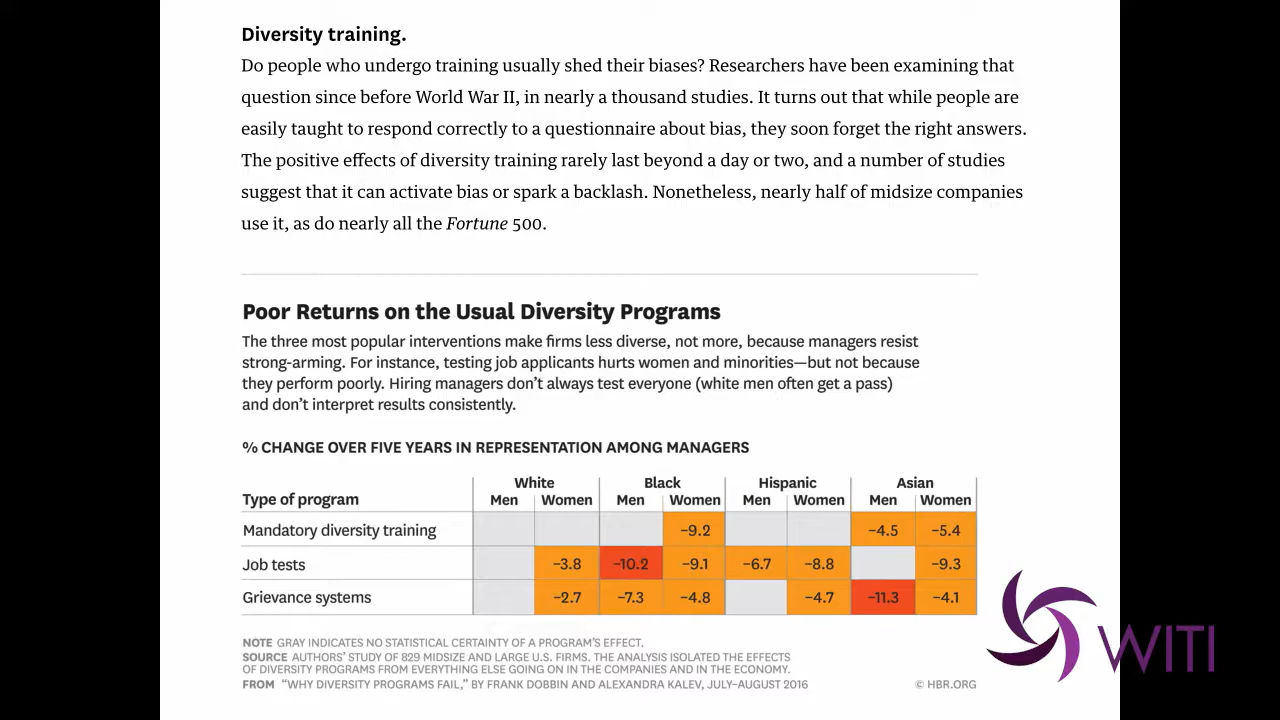 Diversity training.
Do people who undergo training usually shed their biases? Researchers have been examining that
question since before World War II, in nearly a thousand studies. It turns out that while people are
easily taught to respond correctly to a questionnaire about bias, they soon forget the right answers.
The positive effects of diversity training rarely last beyond a day or two, and a number of studies
suggest that it can activate bias or spark a backlash. Nonetheless, nearly half of midsize companies
use it, as do nearly all the Fortune 500.
Poor Returns on the Usual Diversity Programs
The three most popular interventions make firms less diverse, not more, because managers resist
strong-arming. For instance, testing job applicants hurts women and minorities—but not because
they perform poorly. Hiring managers don't always test everyone (white men often get a pass)
and don't interpret results consistently.
% CHANGE OVER FIVE YEARS IN REPRESENTATION AMONG MANAGERS
White Black Hispanic Asian
Type of program Men Women Men Women Men Women Men Women
Mandatory diversity training −9.2 −4.5 −5.4
Job tests −3.8 −10.2 −9.1 −6.7 −8.8 −9.3
Grievance systems −2.7 −7.3 −4.8 −4.7 −11.3 −4.1
NOTE GRAY INDICATES NO STATISTICAL CERTAINTY OF A PROGRAM'S EFFECT.
SOURCE AUTHORS' STUDY OF 829 MIDSIZE AND LARGE U.S. FIRMS. THE ANALYSIS ISOLATED THE EFFECTS
OF DIVERSITY PROGRAMS FROM EVERYTHING ELSE GOING ON IN THE COMPANIES AND IN THE ECONOMY.
FROM "WHY DIVERSITY PROGRAMS FAIL," BY FRANK DOBBIN AND ALEXANDRA KALEV, JULY–AUGUST 2016 © HBR.ORG
WITI